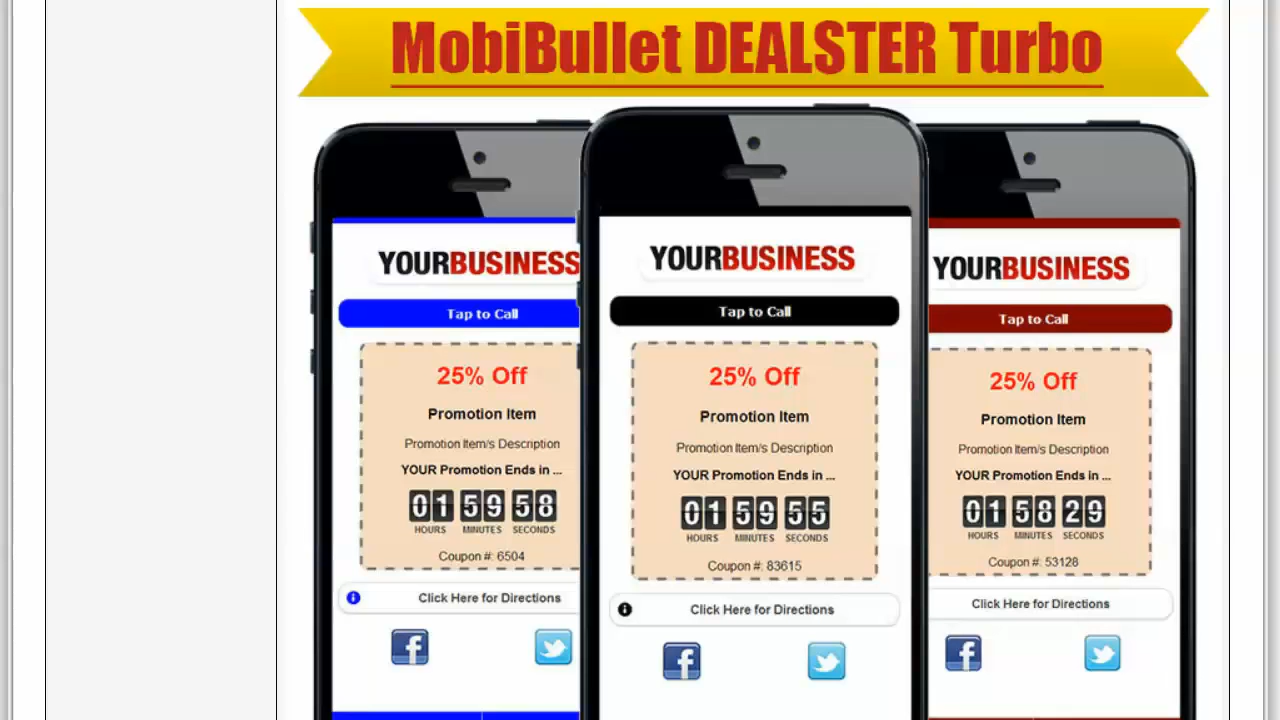 MobiBullet DEALSTER Turbo
YOURBUSINESS
Tap to Call
25% Off
Promotion Item
Promotion Item's Description
YOUR Promotion Ends in ...
01 59 58
HOURS MINUTES SECONDS
Coupon #: 6504
Click Here for Directions
YOURBUSINESS
Tap to Call
25% Off
Promotion Item
Promotion Item's Description
YOUR Promotion Ends in ...
01 59 55
HOURS MINUTES SECONDS
Coupon #: 83615
Click Here for Directions
YOURBUSINESS
Tap to Call
25% Off
Promotion Item
Promotion Item's Description
YOUR Promotion Ends in ...
01 58 29
HOURS MINUTES SECONDS
Coupon #: 53128
Click Here for Directions